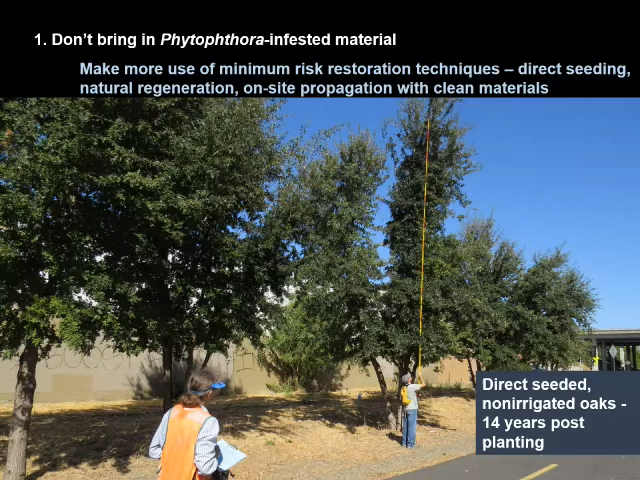 1. Don’t bring in Phytophthora-infested material
Make more use of minimum risk restoration techniques – direct seeding,
natural regeneration, on-site propagation with clean materials
Direct seeded,
nonirrigated oaks -
14 years post
planting